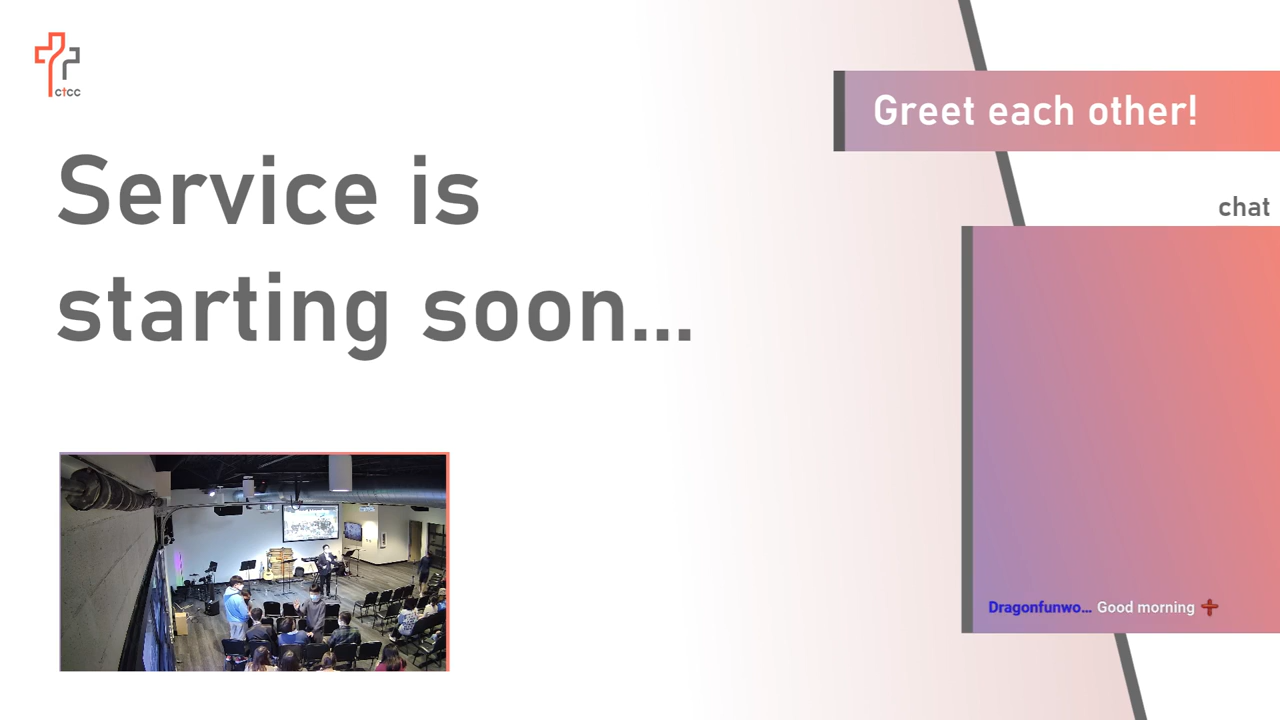 ctcc
Service is
starting soon...
Greet each other!
chat
Dragonfunwo... Good morning